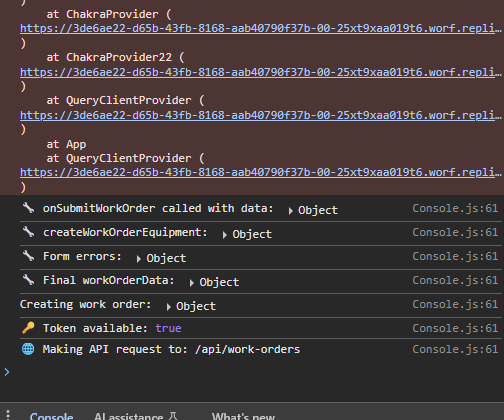 at ChakraProvider (
https://3de6ae22-d65b-43fb-8168-aab40790f37b-00-25xt9xaa019t6.worf.repli…
)
at ChakraProvider22 (
https://3de6ae22-d65b-43fb-8168-aab40790f37b-00-25xt9xaa019t6.worf.repli…
)
at QueryClientProvider (
https://3de6ae22-d65b-43fb-8168-aab40790f37b-00-25xt9xaa019t6.worf.repli…
)
at App
at QueryClientProvider (
https://3de6ae22-d65b-43fb-8168-aab40790f37b-00-25xt9xaa019t6.worf.repli…
)
🔧 onSubmitWorkOrder called with data: ▸ Object Console.js:61
🔧 createWorkOrderEquipment: ▸ Object Console.js:61
🔧 Form errors: ▸ Object Console.js:61
🔧 Final workOrderData: ▸ Object Console.js:61
Creating work order: ▸ Object Console.js:61
🔑 Token available: true Console.js:61
🌐 Making API request to: /api/work-orders Console.js:61
›
Console AI assistance What's new